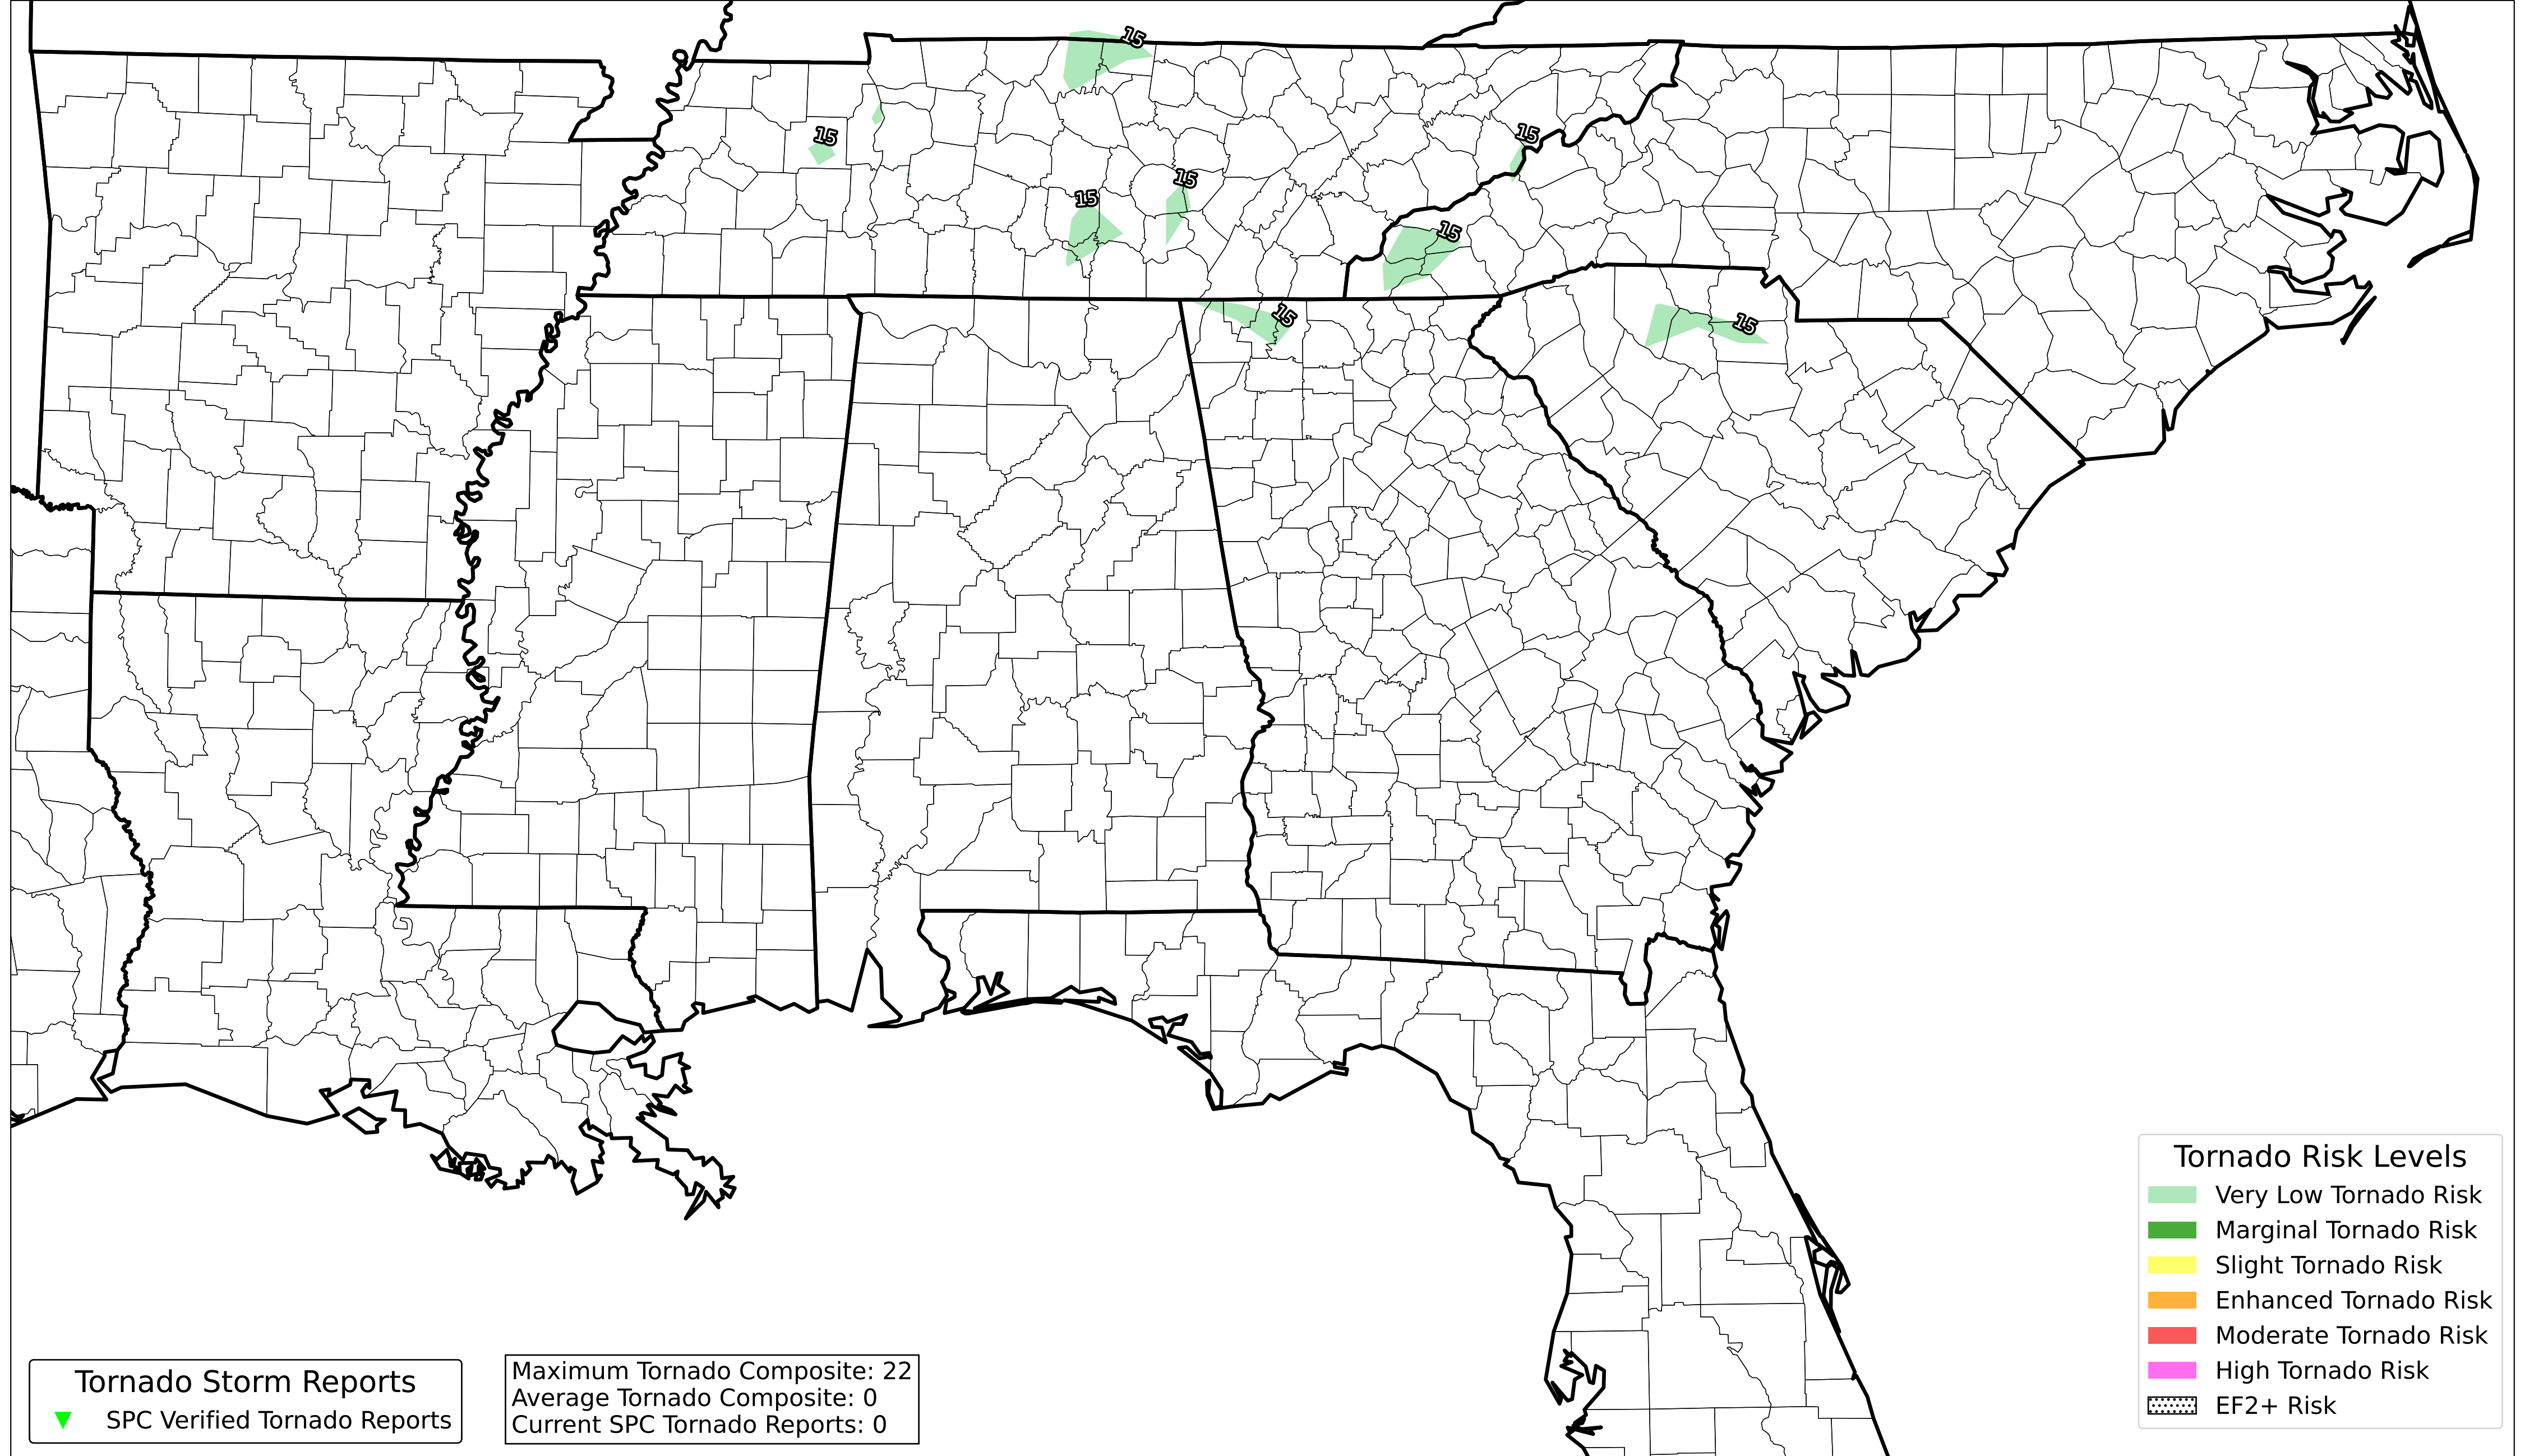 15
15
15
15
15
15
15
15
Tornado Risk Levels
Very Low Tornado Risk
Marginal Tornado Risk
Slight Tornado Risk
Enhanced Tornado Risk
Moderate Tornado Risk
High Tornado Risk
EF2+ Risk
Tornado Storm Reports
SPC Verified Tornado Reports
Maximum Tornado Composite: 22
Average Tornado Composite: 0
Current SPC Tornado Reports: 0